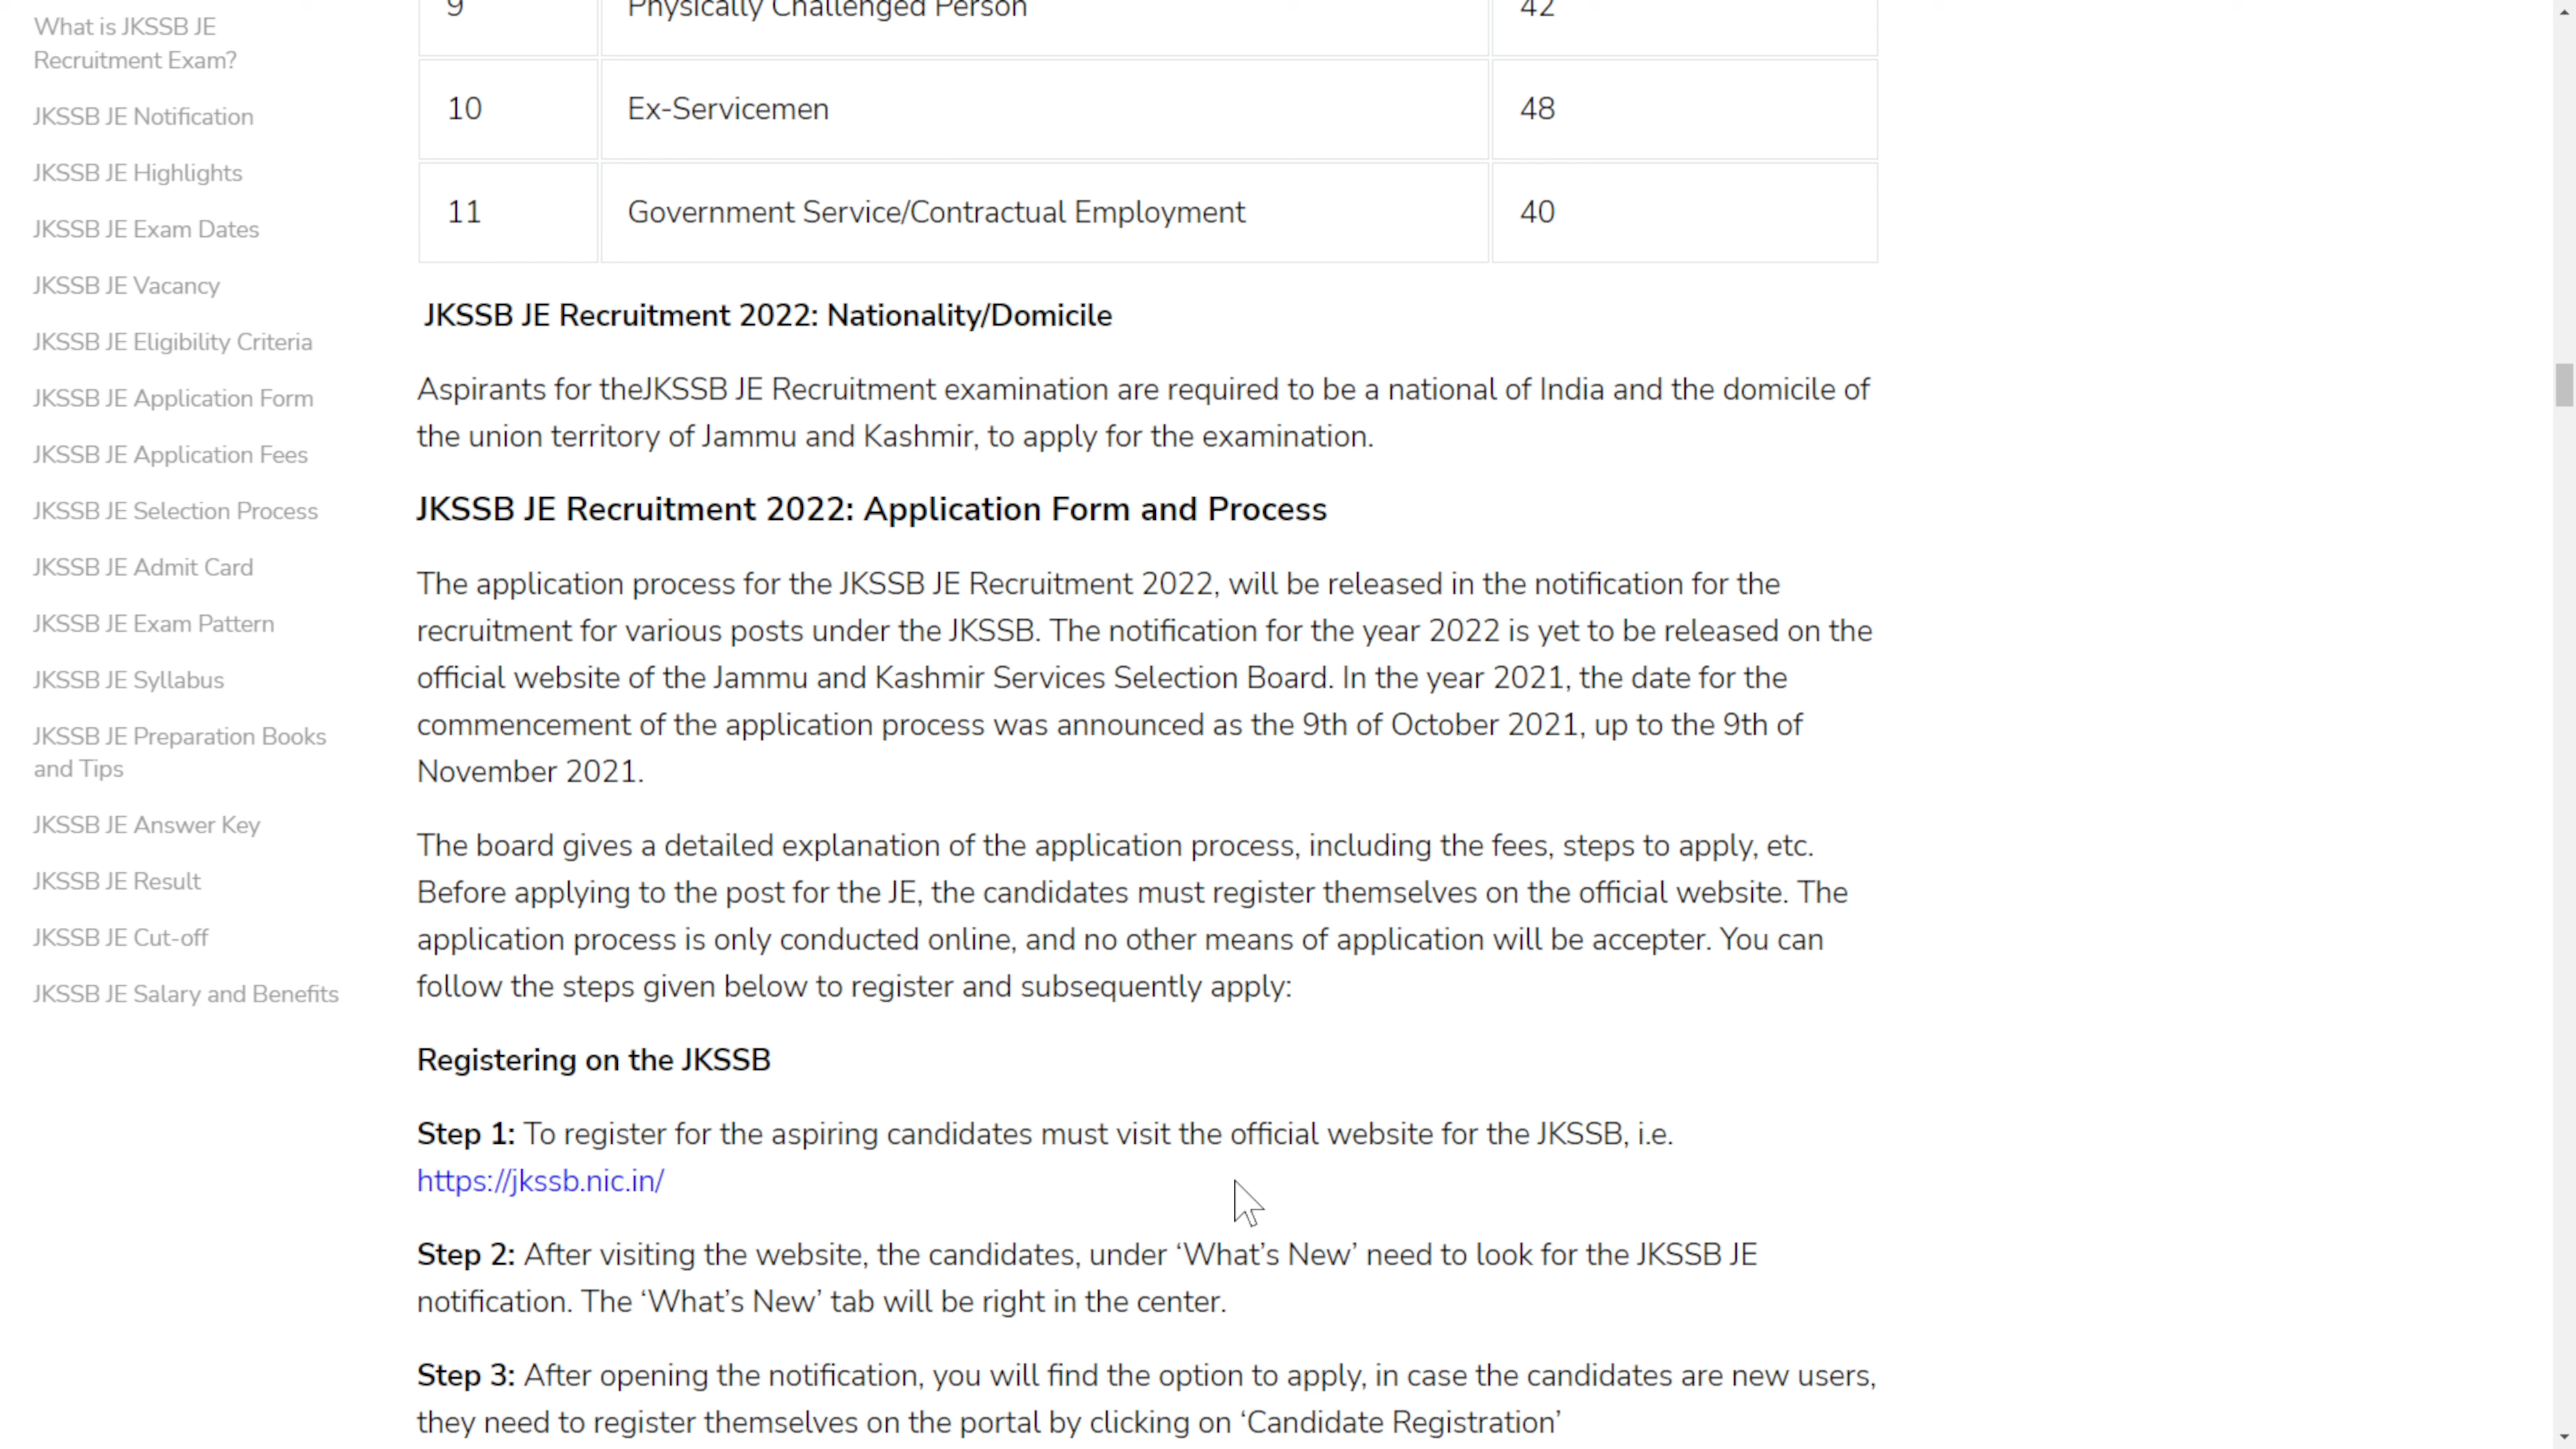 What is JKSSB JE
Recruitment Exam?
JKSSB JE Notification
JKSSB JE Highlights
JKSSB JE Exam Dates
JKSSB JE Vacancy
JKSSB JE Eligibility Criteria
JKSSB JE Application Form
JKSSB JE Application Fees
JKSSB JE Selection Process
JKSSB JE Admit Card
JKSSB JE Exam Pattern
JKSSB JE Syllabus
JKSSB JE Preparation Books
and Tips
JKSSB JE Answer Key
JKSSB JE Result
JKSSB JE Cut-off
JKSSB JE Salary and Benefits
9 Physically Challenged Person 42
10 Ex-Servicemen 48
11 Government Service/Contractual Employment 40
JKSSB JE Recruitment 2022: Nationality/Domicile
Aspirants for theJKSSB JE Recruitment examination are required to be a national of India and the domicile of
the union territory of Jammu and Kashmir, to apply for the examination.
JKSSB JE Recruitment 2022: Application Form and Process
The application process for the JKSSB JE Recruitment 2022, will be released in the notification for the
recruitment for various posts under the JKSSB. The notification for the year 2022 is yet to be released on the
official website of the Jammu and Kashmir Services Selection Board. In the year 2021, the date for the
commencement of the application process was announced as the 9th of October 2021, up to the 9th of
November 2021.
The board gives a detailed explanation of the application process, including the fees, steps to apply, etc.
Before applying to the post for the JE, the candidates must register themselves on the official website. The
application process is only conducted online, and no other means of application will be accepter. You can
follow the steps given below to register and subsequently apply:
Registering on the JKSSB
Step 1: To register for the aspiring candidates must visit the official website for the JKSSB, i.e.
https://jkssb.nic.in/
Step 2: After visiting the website, the candidates, under ‘What’s New’ need to look for the JKSSB JE
notification. The ‘What’s New’ tab will be right in the center.
Step 3: After opening the notification, you will find the option to apply, in case the candidates are new users,
they need to register themselves on the portal by clicking on ‘Candidate Registration’